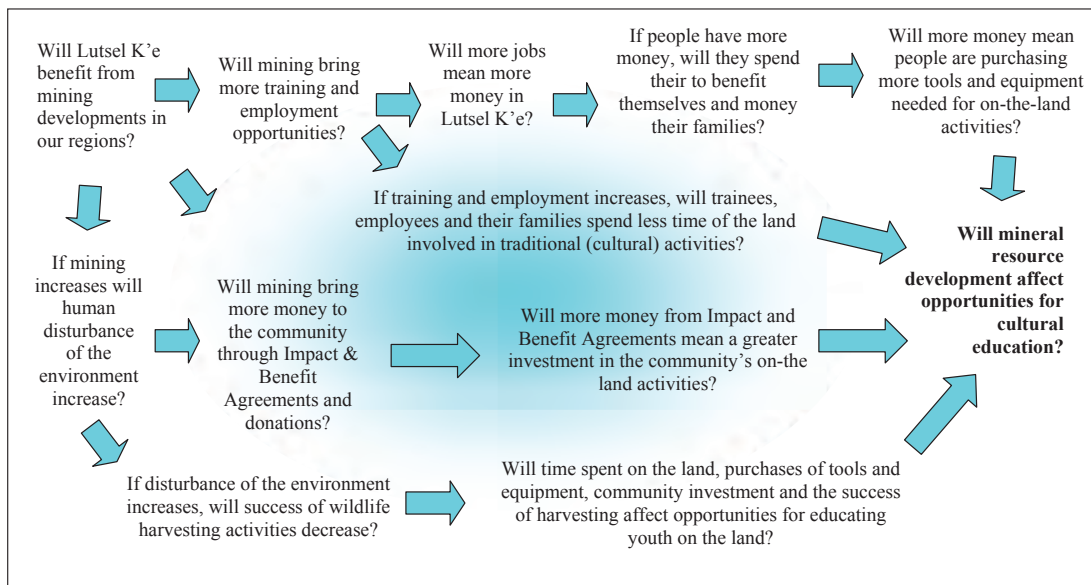 Will Lutsel K’e
benefit from
mining
developments in
our regions?
Will mining bring
more training and
employment
opportunities?
Will more jobs
mean more
money in
Lutsel K’e?
If people have more
money, will they spend
their to benefit
themselves and money
their families?
Will more money mean
people are purchasing
more tools and equipment
needed for on-the-land
activities?
If training and employment increases, will trainees,
employees and their families spend less time of the land
involved in traditional (cultural) activities?
Will mineral
resource
development affect
opportunities for
cultural
education?
If mining
increases will
human
disturbance
of the
environment
increase?
Will mining bring
more money to
the community
through Impact &
Benefit
Agreements and
donations?
Will more money from Impact and
Benefit Agreements mean a greater
investment in the community’s on-the
land activities?
If disturbance of the environment
increases, will success of wildlife
harvesting activities decrease?
Will time spent on the land, purchases of tools and
equipment, community investment and the success
of harvesting affect opportunities for educating
youth on the land?